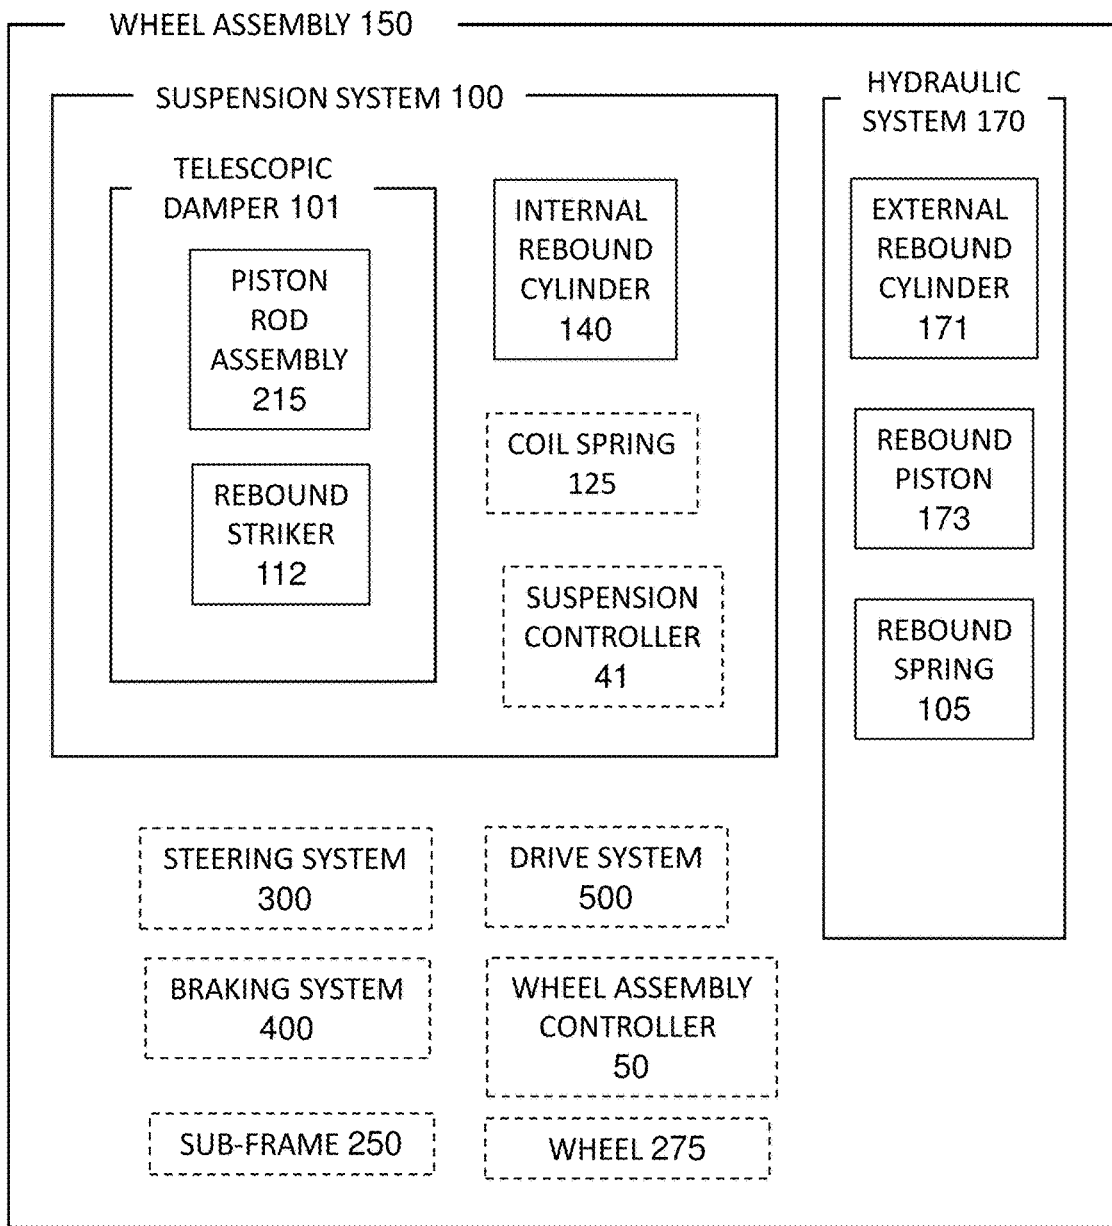 WHEEL ASSEMBLY 150
SUSPENSION SYSTEM 100
TELESCOPIC
DAMPER 101
PISTON
ROD
ASSEMBLY
215
REBOUND
STRIKER
112
INTERNAL
REBOUND
CYLINDER
140
COIL SPRING
125
SUSPENSION
CONTROLLER
41
HYDRAULIC
SYSTEM 170
EXTERNAL
REBOUND
CYLINDER
171
REBOUND
PISTON
173
REBOUND
SPRING
105
STEERING SYSTEM
300
DRIVE SYSTEM
500
BRAKING SYSTEM
400
WHEEL ASSEMBLY
CONTROLLER
50
SUB-FRAME 250
WHEEL 275